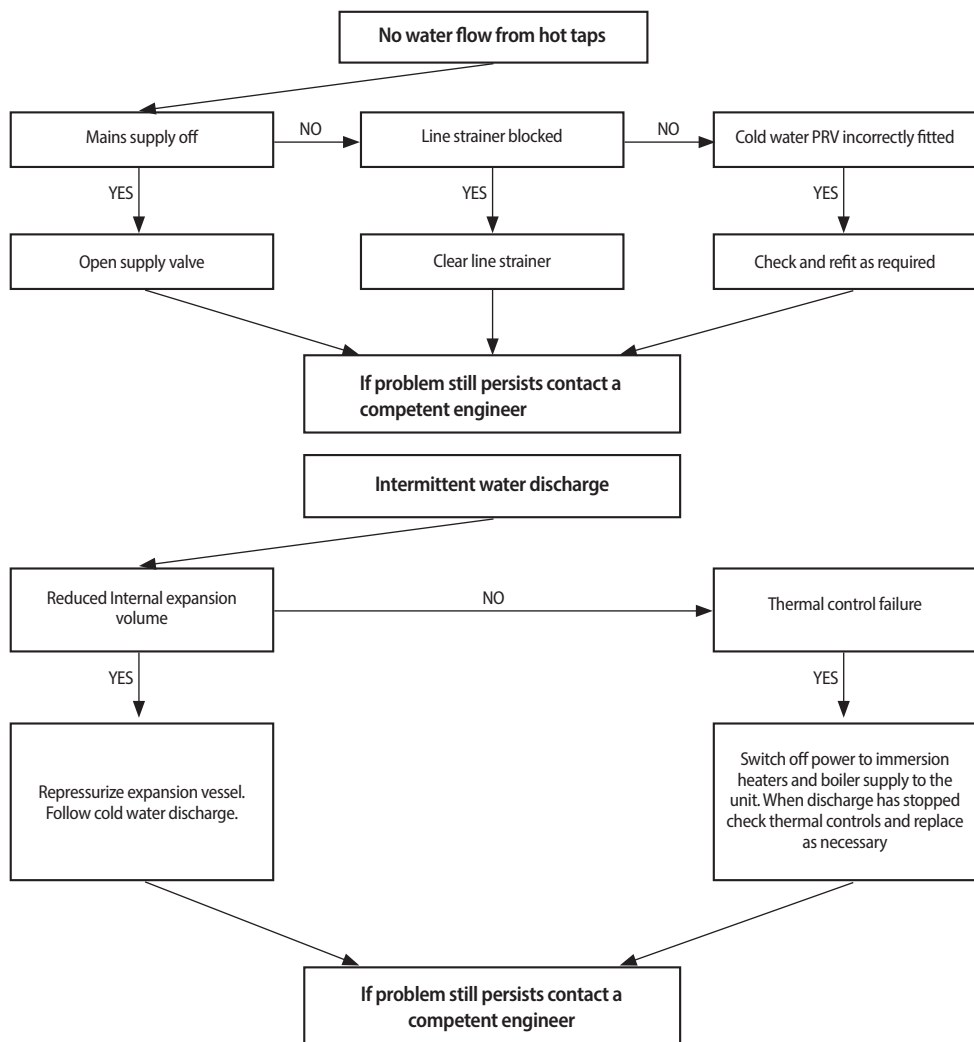 No water flow from hot taps
Mains supply off
NO
Line strainer blocked
NO
Cold water PRV incorrectly fitted
YES
YES
YES
Open supply valve
Clear line strainer
Check and refit as required
If problem still persists contact a
competent engineer
Intermittent water discharge
Reduced Internal expansion
volume
NO
Thermal control failure
YES
YES
Repressurize expansion vessel.
Follow cold water discharge.
Switch off power to immersion
heaters and boiler supply to the
unit. When discharge has stopped
check thermal controls and replace
as necessary
If problem still persists contact a
competent engineer